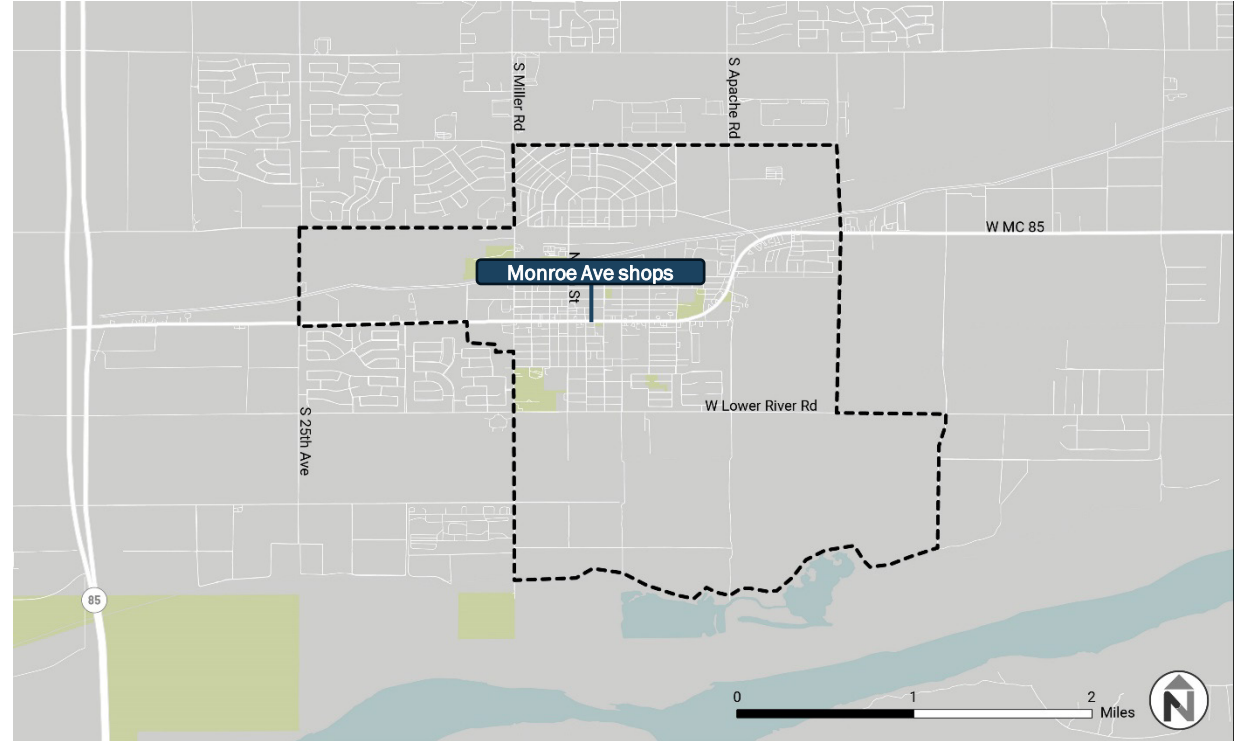 S Miller Rd
S Apache Rd
W MC 85
N
Monroe Ave shops
St
W Lower River Rd
S 25th Ave
85
0 1 2
Miles
N